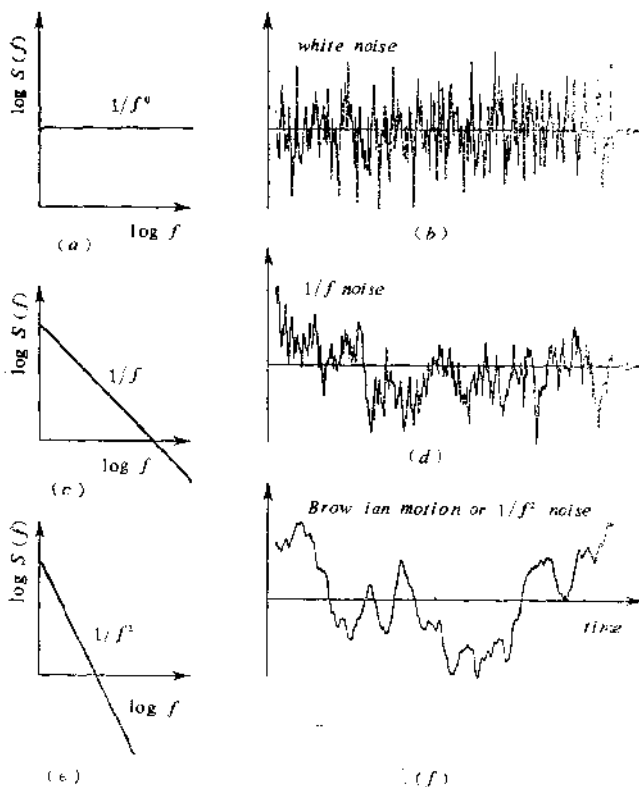 log S(f)
1/f⁰
log f
(a)
white noise
(b)
log S(f)
1/f
log f
(c)
1/f noise
(d)
log S(f)
1/f²
log f
(e)
Brow ian motion or 1/f² noise
time
(f)